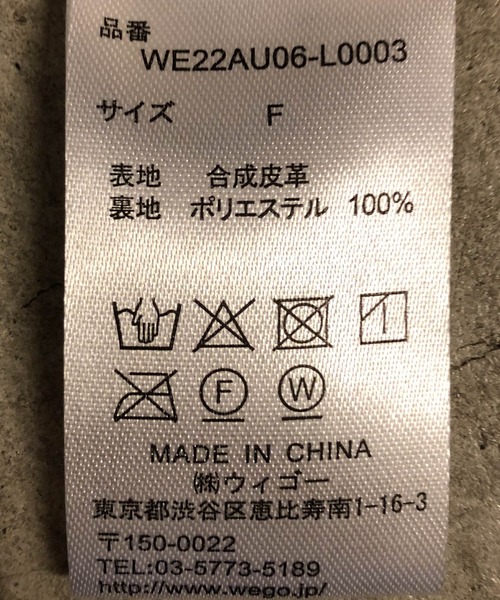 品番
WE22AU06-L0003
サイズ F
表地 合成皮革
裏地 ポリエステル 100%
F W
MADE IN CHINA
㈱ウィゴー
東京都渋谷区恵比寿南1-16-3
〒150-0022
TEL:03-5773-5189
http://www.wego.jp/